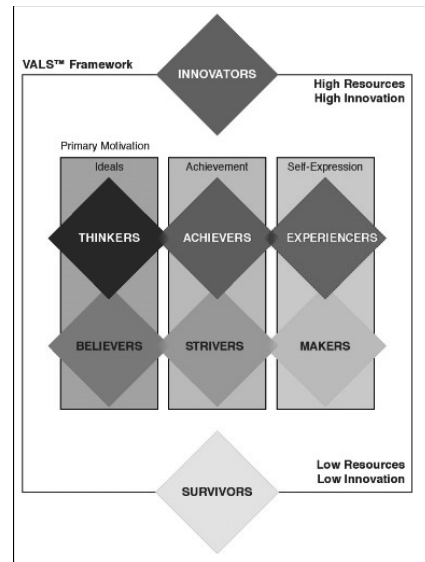 VALS™ Framework
INNOVATORS
High Resources
High Innovation
Primary Motivation
Ideals
Achievement
Self-Expression
THINKERS
ACHIEVERS
EXPERIENCERS
BELIEVERS
STRIVERS
MAKERS
Low Resources
Low Innovation
SURVIVORS